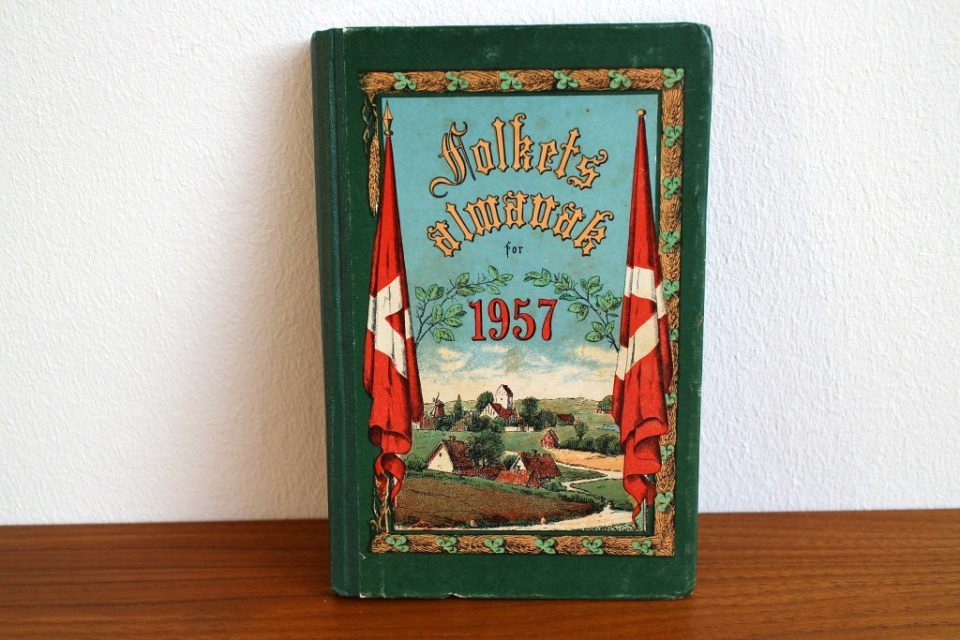 Folkets
almanak
for
1957